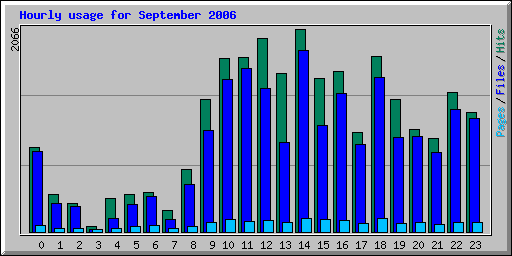 Hourly usage for September 2006
2066
Pages / Files / Hits
0 1 2 3 4 5 6 7 8 9 10 11 12 13 14 15 16 17 18 19 20 21 22 23